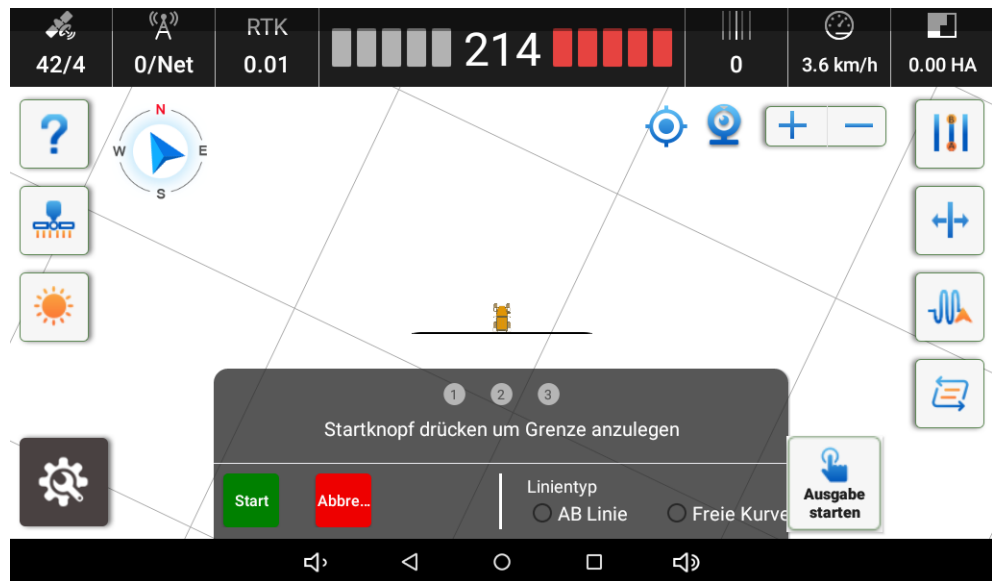 RTK
214
42/4
0/Net
0.01
0
3.6 km/h
0.00 HA
?
N
W
E
S
B
A
1
2
3
Startknopf drücken um Grenze anzulegen
Start
Abbre...
Linientyp
AB Linie
Freie Kurve
Ausgabe
starten